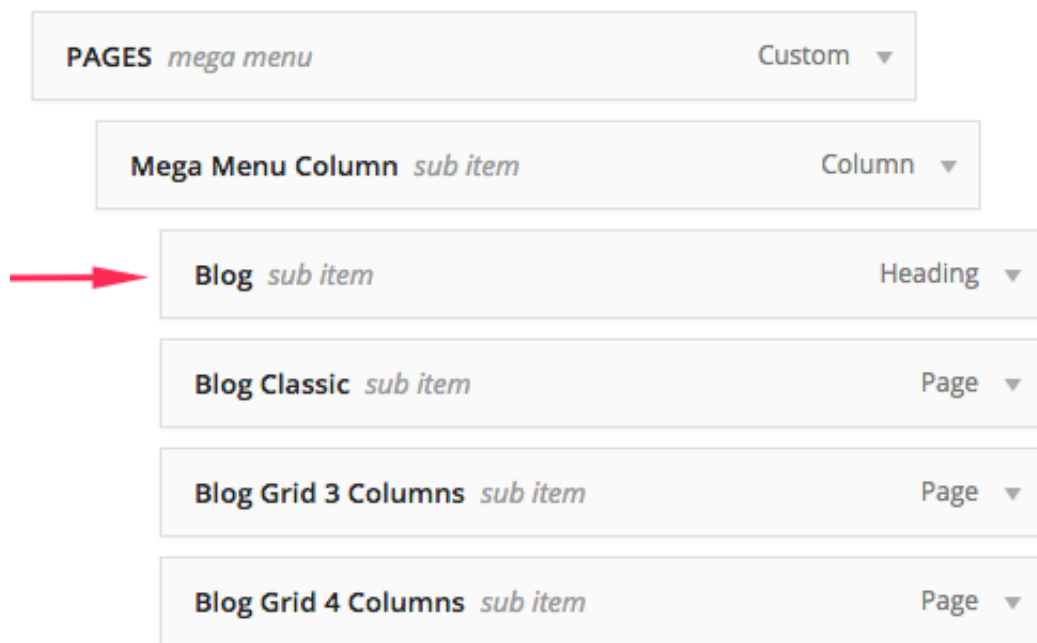 PAGES mega menu Custom
Mega Menu Column sub item Column
Blog sub item Heading
Blog Classic sub item Page
Blog Grid 3 Columns sub item Page
Blog Grid 4 Columns sub item Page